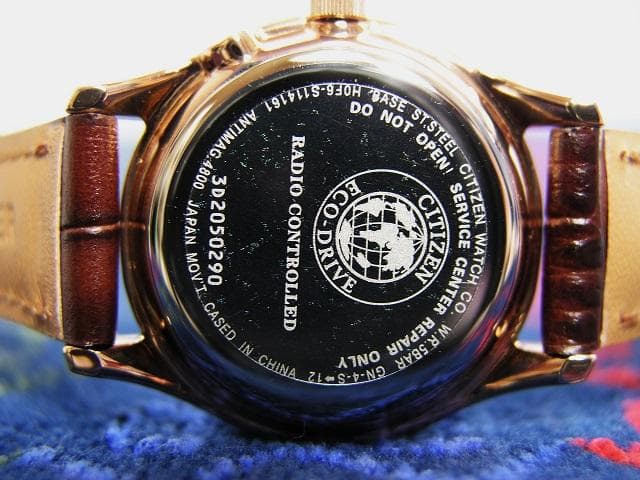 BASE ST.STEEL CITIZEN WATCH CO. W.R.5BAR GN-4-S
12
DO NOT OPEN! SERVICE CENTER REPAIR ONLY
CITIZEN
ECO-DRIVE
RADIO CONTROLLED
3D2050290
H0F6-S114161 ANTIMAG-4800 JAPAN MOV'T CASED IN CHINA